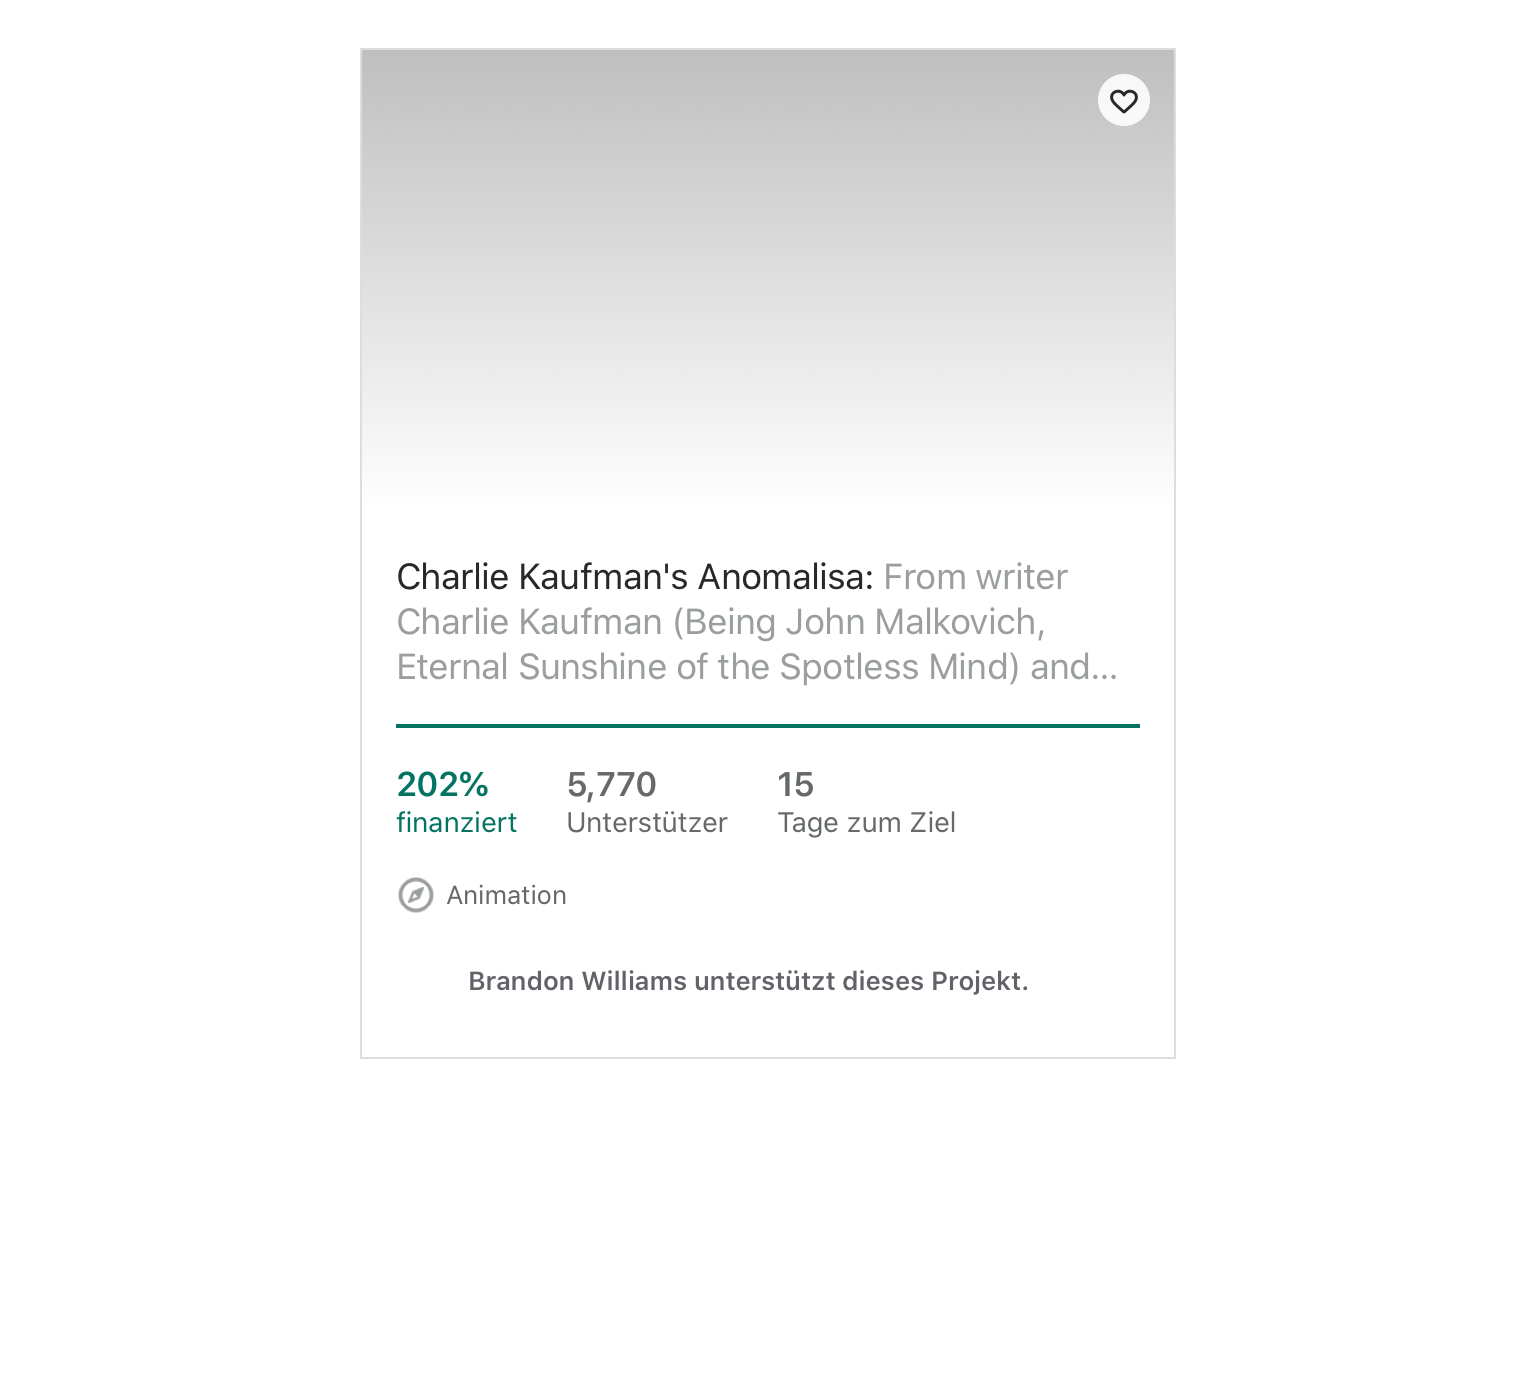 Charlie Kaufman's Anomalisa: From writer
Charlie Kaufman (Being John Malkovich,
Eternal Sunshine of the Spotless Mind) and...
202%
finanziert
5,770
Unterstützer
15
Tage zum Ziel
Animation
Brandon Williams unterstützt dieses Projekt.